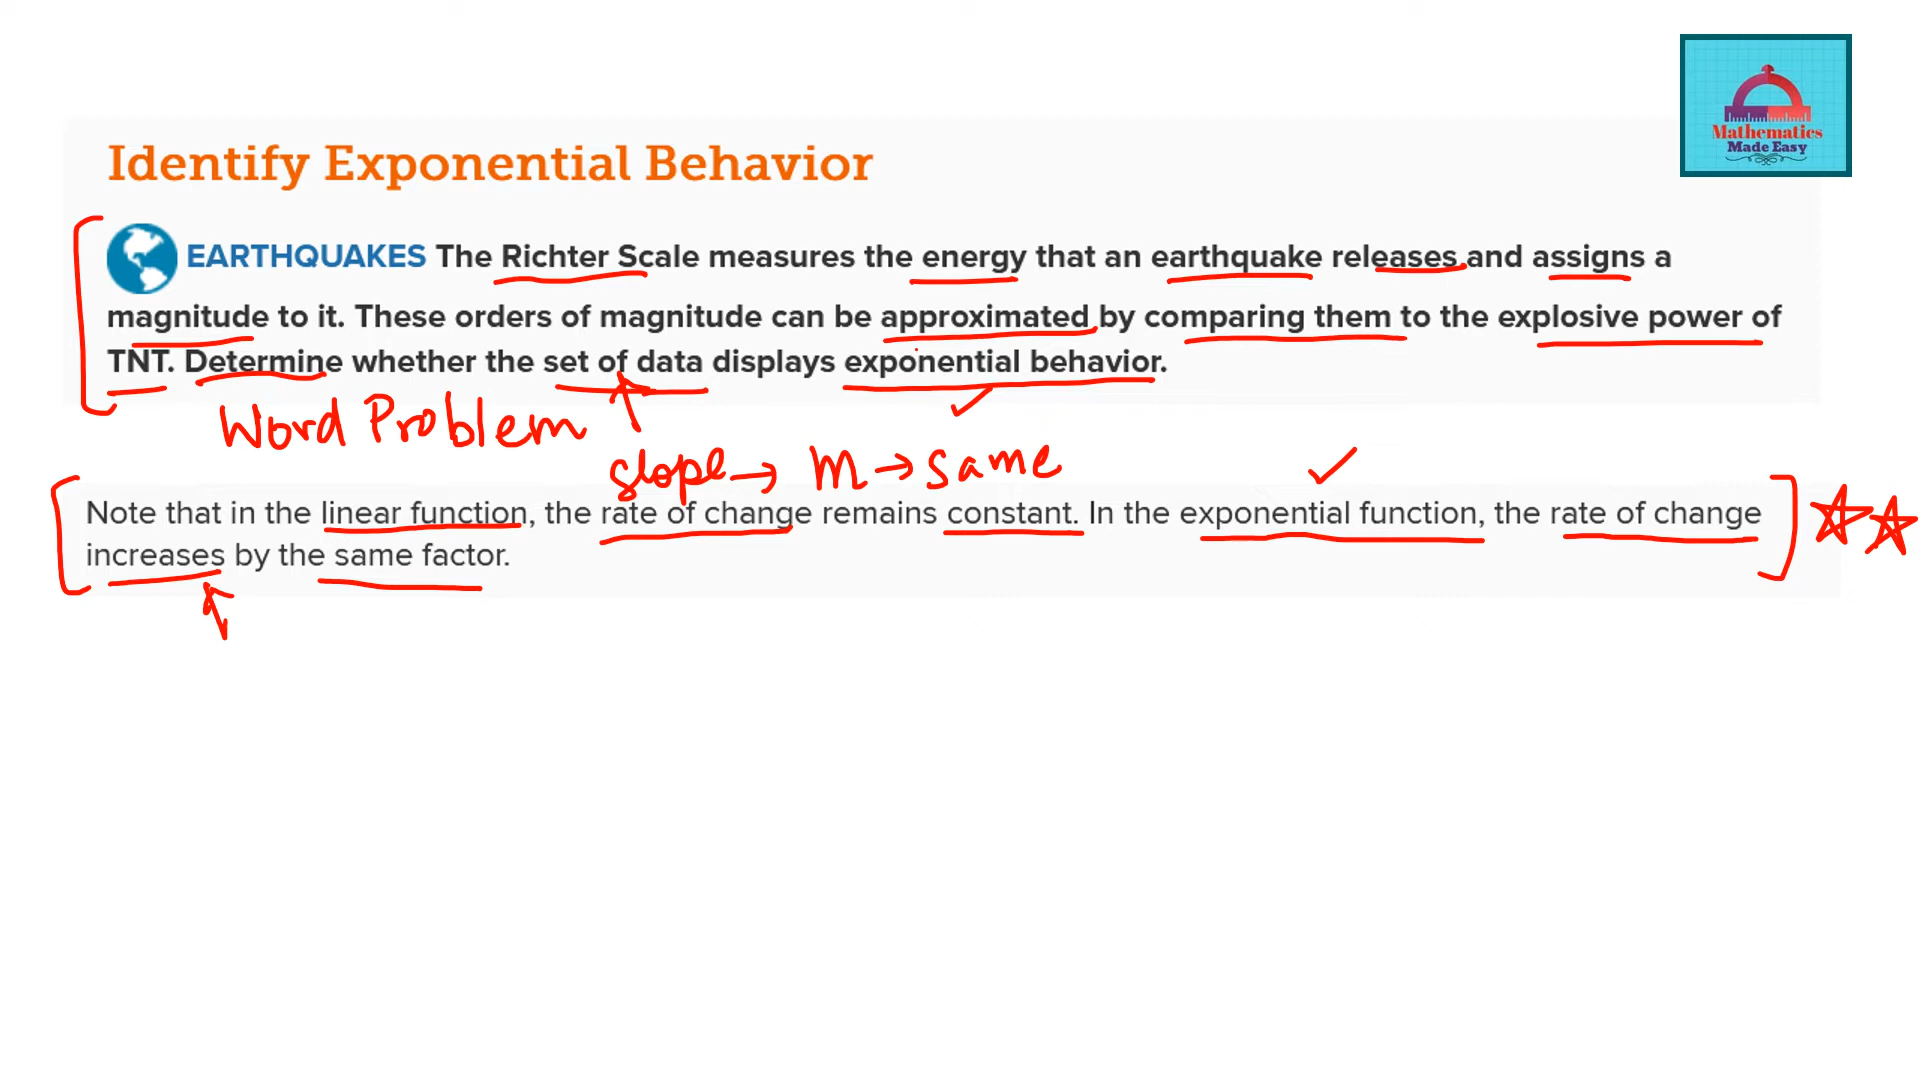 Mathematics
Made Easy
Identify Exponential Behavior
EARTHQUAKES The Richter Scale measures the energy that an earthquake releases and assigns a
magnitude to it. These orders of magnitude can be approximated by comparing them to the explosive power of
TNT. Determine whether the set of data displays exponential behavior.
Word Problem
slope → m → same
Note that in the linear function, the rate of change remains constant. In the exponential function, the rate of change
increases by the same factor.